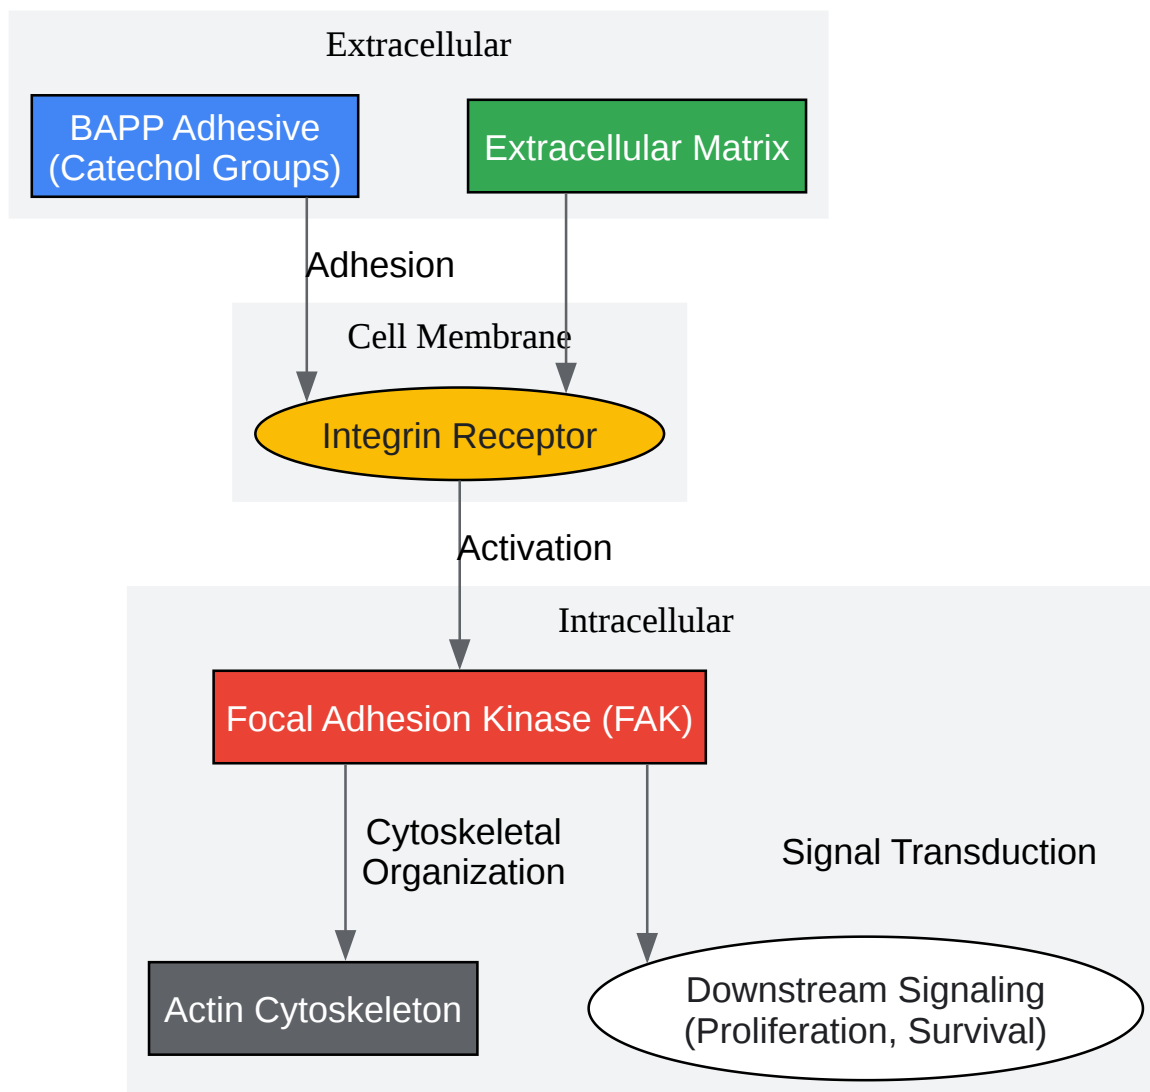 Extracellular
BAPP Adhesive
(Catechol Groups)
Extracellular Matrix
Adhesion
Cell Membrane
Integrin Receptor
Activation
Intracellular
Focal Adhesion Kinase (FAK)
Cytoskeletal
Organization
Signal Transduction
Actin Cytoskeleton
Downstream Signaling
(Proliferation, Survival)